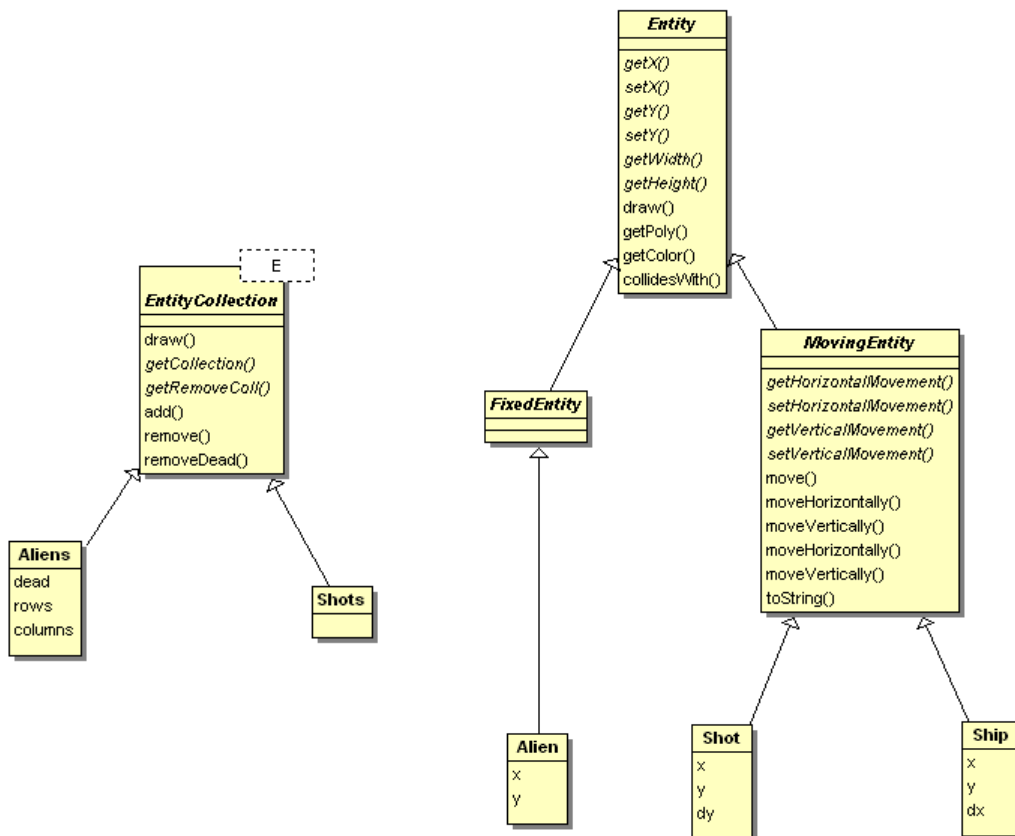 Entity
getX()
setX()
getY()
setY()
getWidth()
getHeight()
draw()
getPoly()
getColor()
collidesWith()
E
EntityCollection
draw()
getCollection()
getRemoveColl()
add()
remove()
removeDead()
MovingEntity
getHorizontalMovement()
setHorizontalMovement()
getVerticalMovement()
setVerticalMovement()
move()
moveHorizontally()
moveVertically()
moveHorizontally()
moveVertically()
toString()
FixedEntity
Aliens
dead
rows
columns
Shots
Alien
x
y
Shot
x
y
dy
Ship
x
y
dx